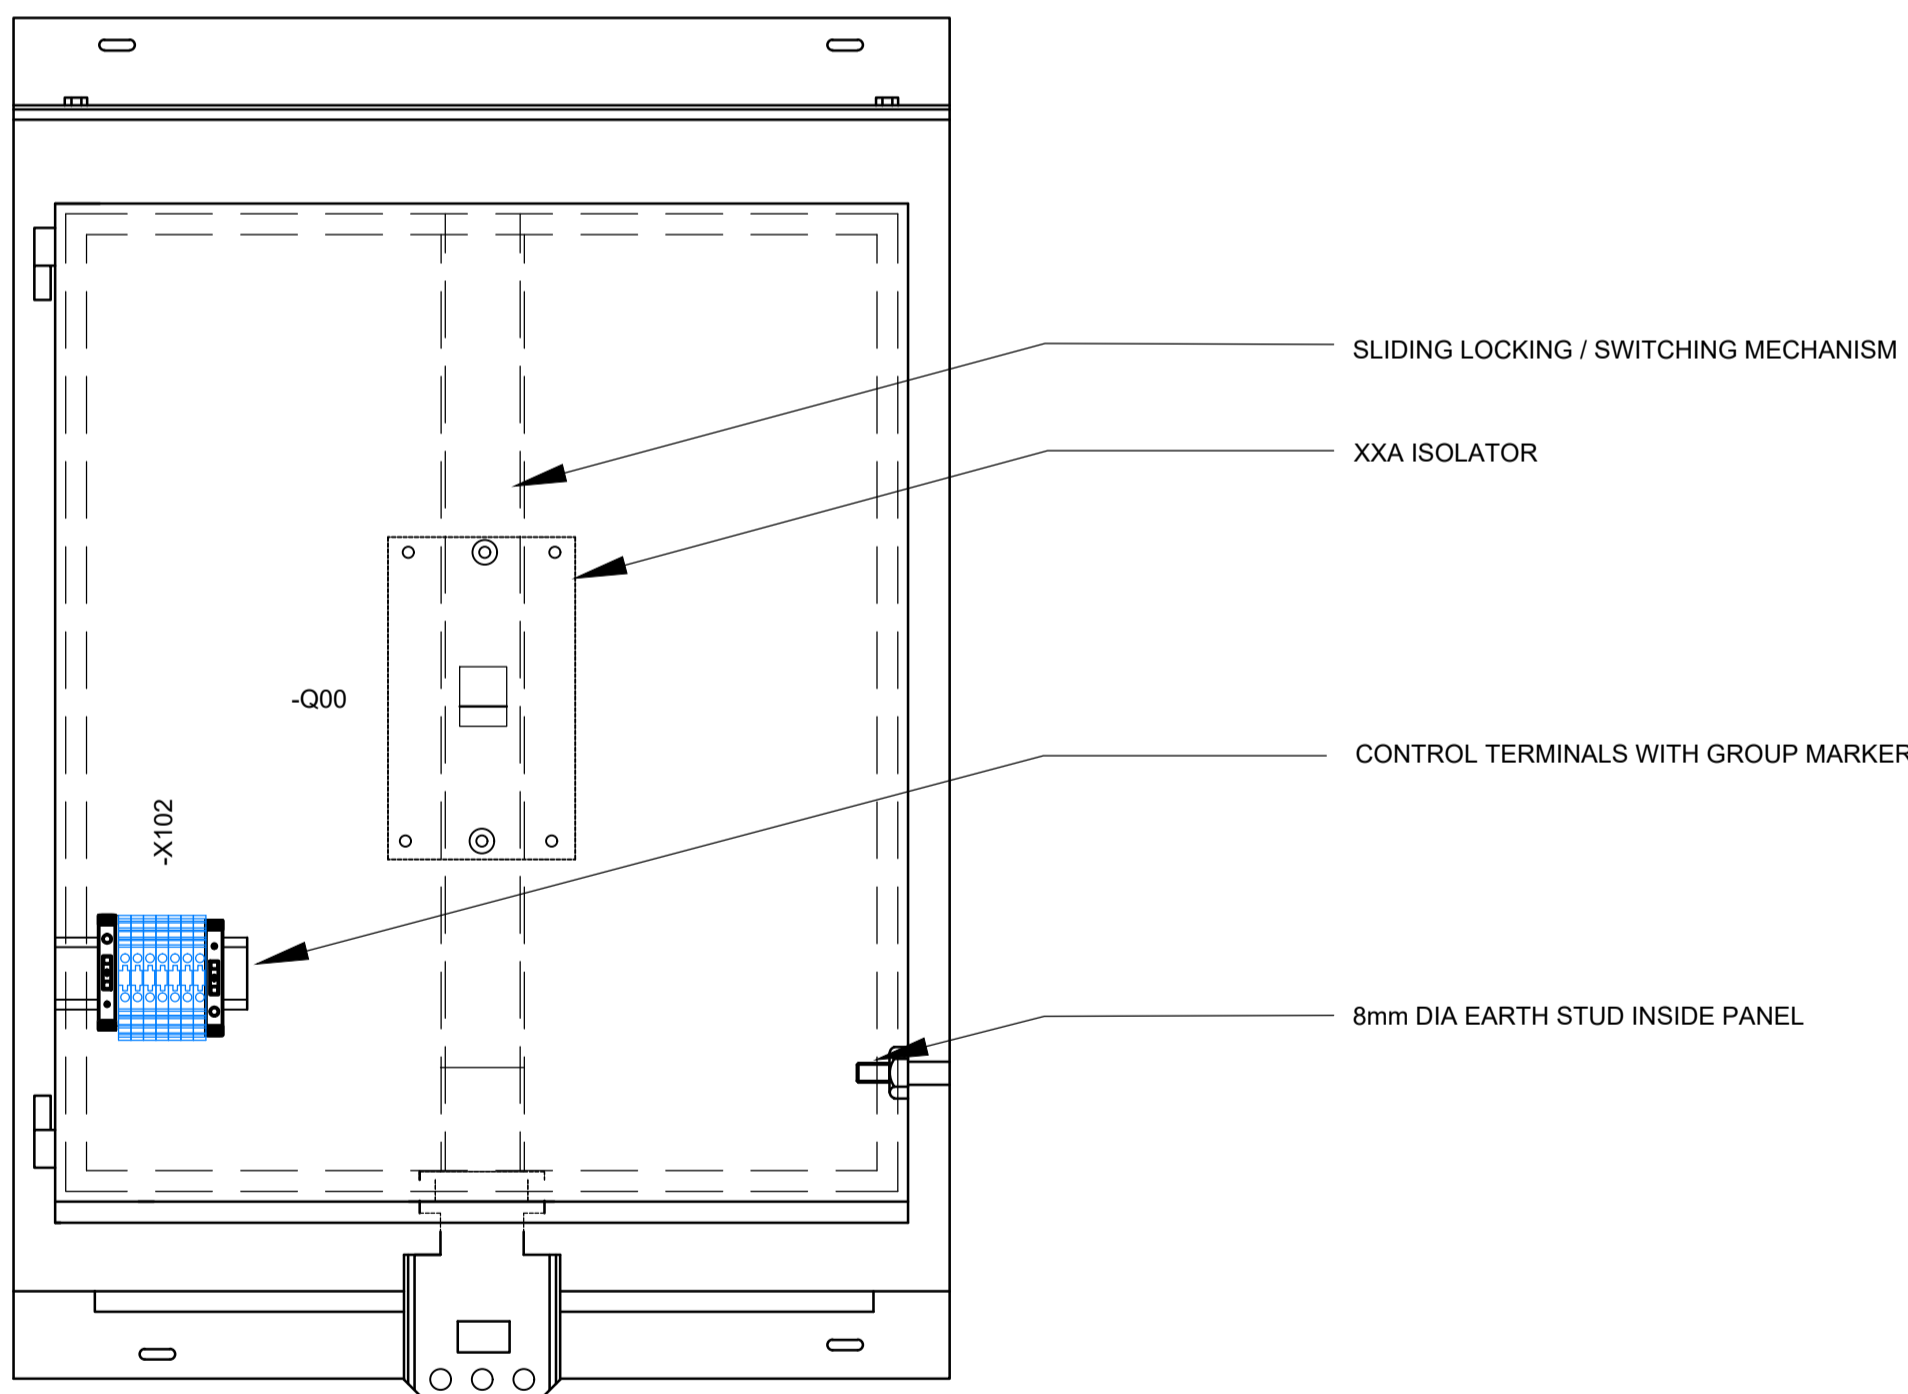 SLIDING LOCKING / SWITCHING MECHANISM
XXA ISOLATOR
-Q00
CONTROL TERMINALS WITH GROUP MARKER
-X102
8mm DIA EARTH STUD INSIDE PANEL